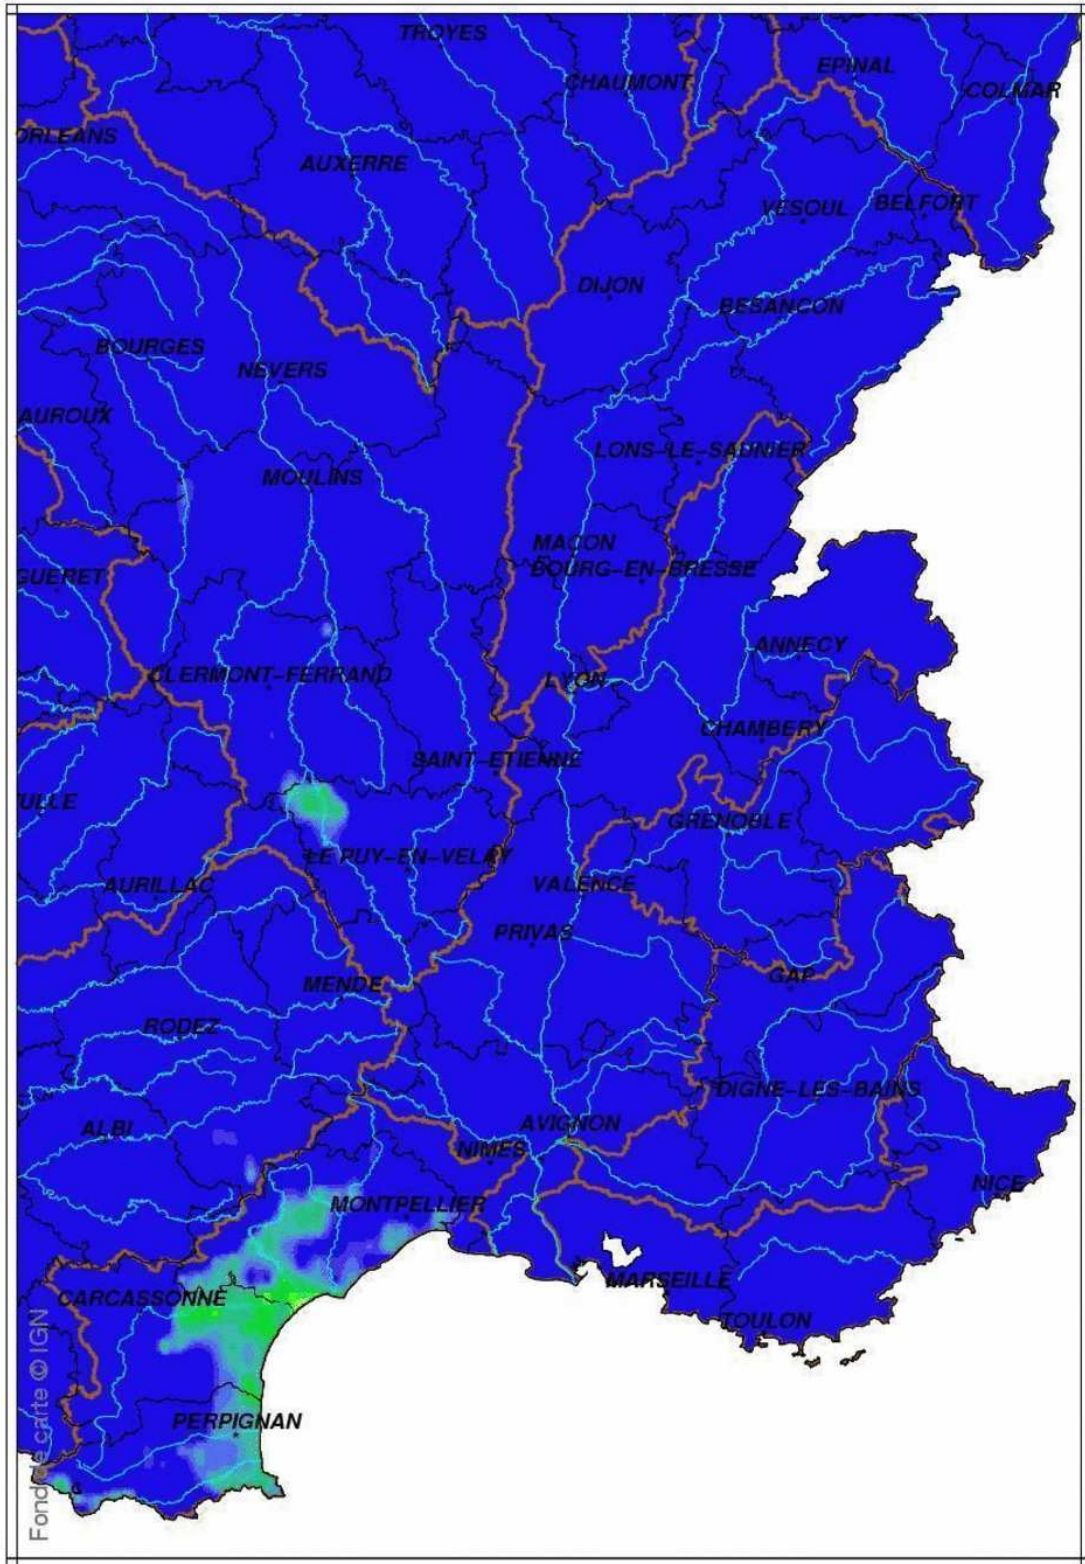 TROYES
EPINAL
CHAUMONT
COLMAR
ORLEANS
AUXERRE
VESOUL
BELFORT
DIJON
BESANCON
BOURGES
NEVERS
AUROUX
LONS-LE-SAUNIER
MOULINS
MACON
BOURG-EN-BRESSE
GUERET
ANNECY
CLERMONT-FERRAND
LYON
CHAMBERY
SAINT-ETIENNE
TULLE
GRENOBLE
LE PUY-EN-VELAY
AURILLAC
VALENCE
PRIVAS
GAP
MENDE
RODEZ
DIGNE-LES-BAINS
AVIGNON
ALBI
NIMES
NICE
MONTPELLIER
MARSEILLE
CARCASSONNE
TOULON
PERPIGNAN
Fond de carte © IGN